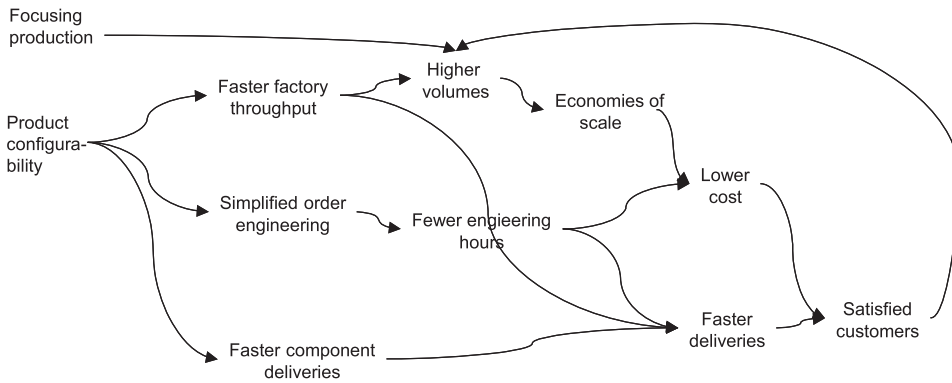 Focusing
production
Higher
volumes
Faster factory
throughput
Economies of
scale
Product
configura-
bility
Lower
cost
Simplified order
engineering
Fewer engieering
hours
Faster
deliveries
Satisfied
customers
Faster component
deliveries